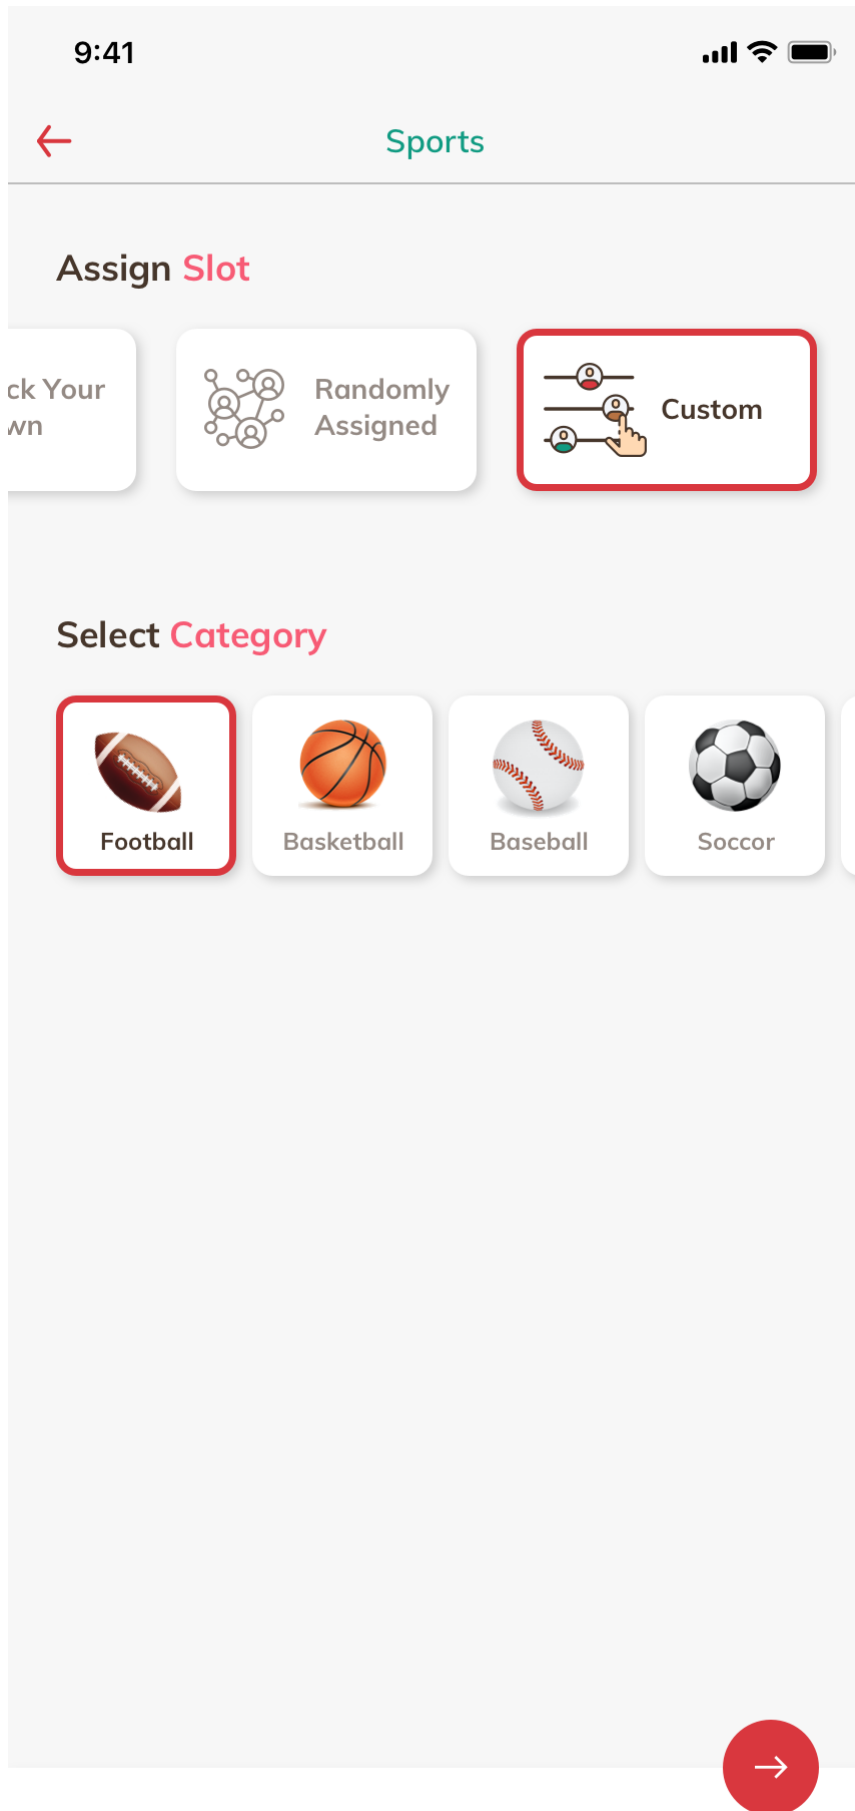 9:41
Sports
Assign Slot
ck Your
wn
Randomly
Assigned
Custom
Select Category
Football
Basketball
Baseball
Soccor